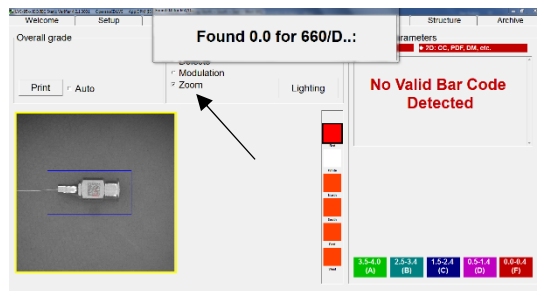 Welcome
Setup
Structure
Archive
Found 0.0 for 660/D..:
Overall grade
2D: CC, PDF, DM, etc.
Modulation
Zoom
Print
Auto
Lighting
No Valid Bar Code
Detected
3.5-4.0
(A)
2.5-3.4
(B)
1.5-2.4
(C)
0.5-1.4
(D)
0.0-0.4
(F)